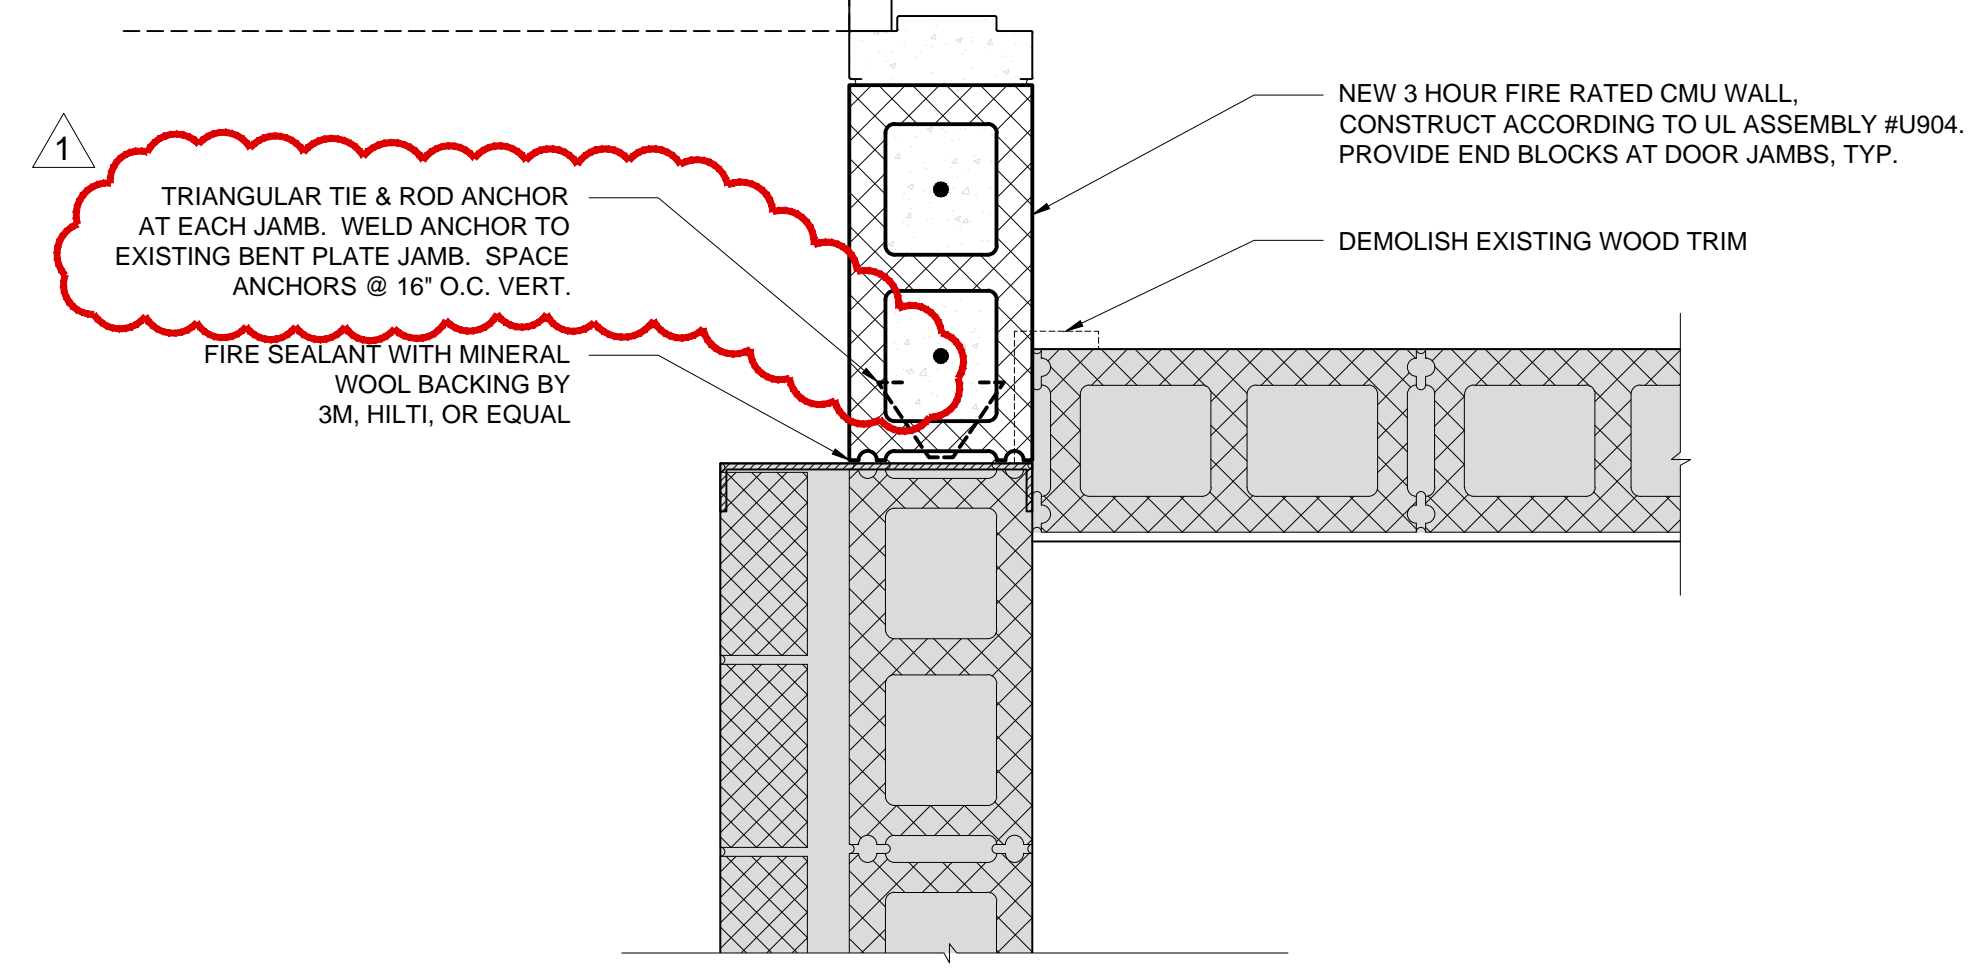 1
TRIANGULAR TIE & ROD ANCHOR
AT EACH JAMB. WELD ANCHOR TO
EXISTING BENT PLATE JAMB. SPACE
ANCHORS @ 16" O.C. VERT.
FIRE SEALANT WITH MINERAL
WOOL BACKING BY
3M, HILTI, OR EQUAL
NEW 3 HOUR FIRE RATED CMU WALL,
CONSTRUCT ACCORDING TO UL ASSEMBLY #U904.
PROVIDE END BLOCKS AT DOOR JAMBS, TYP.
DEMOLISH EXISTING WOOD TRIM